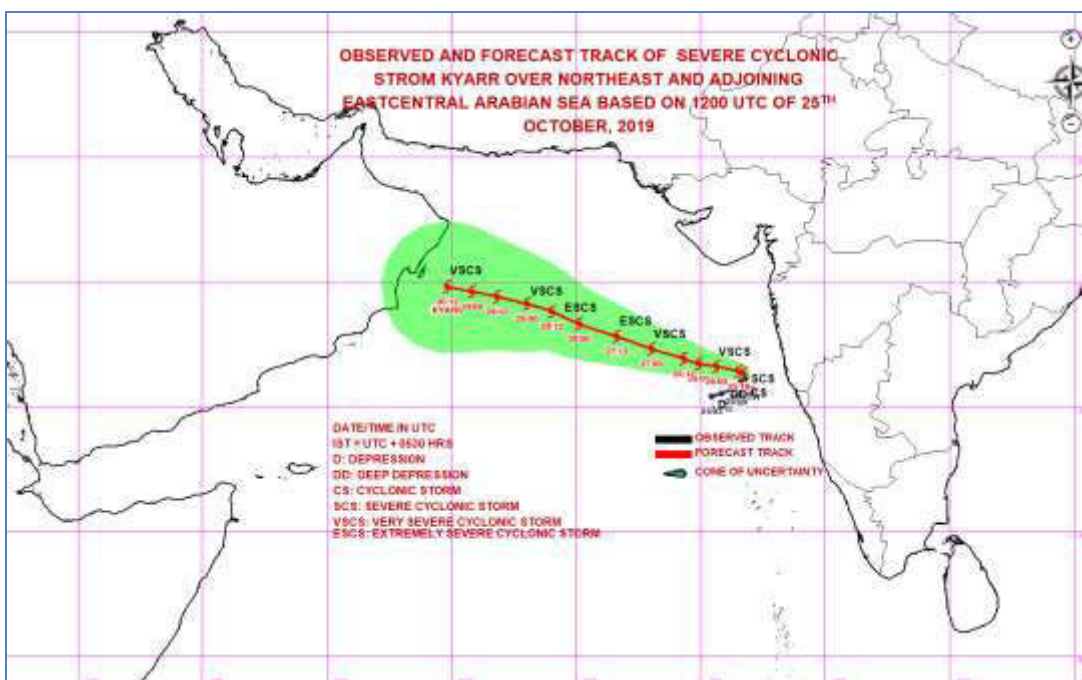 OBSERVED AND FORECAST TRACK OF SEVERE CYCLONIC
STROM KYARR OVER NORTHEAST AND ADJOINING
EASTCENTRAL ARABIAN SEA BASED ON 1200 UTC OF 25TH
OCTOBER, 2019
VSCS
VSCS
ESCS
ESCS
VSCS
VSCS
SCS
CS
DD
D
KYARR
DATE/TIME IN UTC
IST = UTC + 0530 HRS
D: DEPRESSION
DD: DEEP DEPRESSION
CS: CYCLONIC STORM
SCS: SEVERE CYCLONIC STORM
VSCS: VERY SEVERE CYCLONIC STORM
ESCS: EXTREMELY SEVERE CYCLONIC STORM
OBSERVED TRACK
FORECAST TRACK
CONE OF UNCERTAINTY